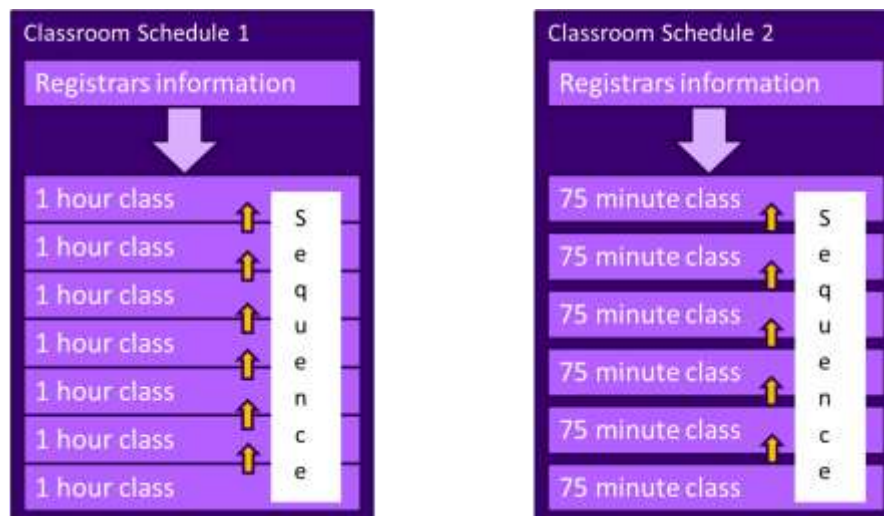 Classroom Schedule 1
Registrars information
1 hour class
1 hour class
1 hour class
1 hour class
1 hour class
1 hour class
1 hour class
Sequence
Classroom Schedule 2
Registrars information
75 minute class
75 minute class
75 minute class
75 minute class
75 minute class
75 minute class
Sequence